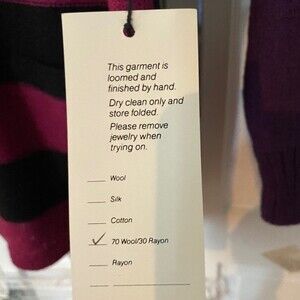 This garment is
loomed and
finished by hand.
Dry clean only and
store folded.
Please remove
jewelry when
trying on.
Wool
Silk
Cotton
✓ 70 Wool/30 Rayon
Rayon